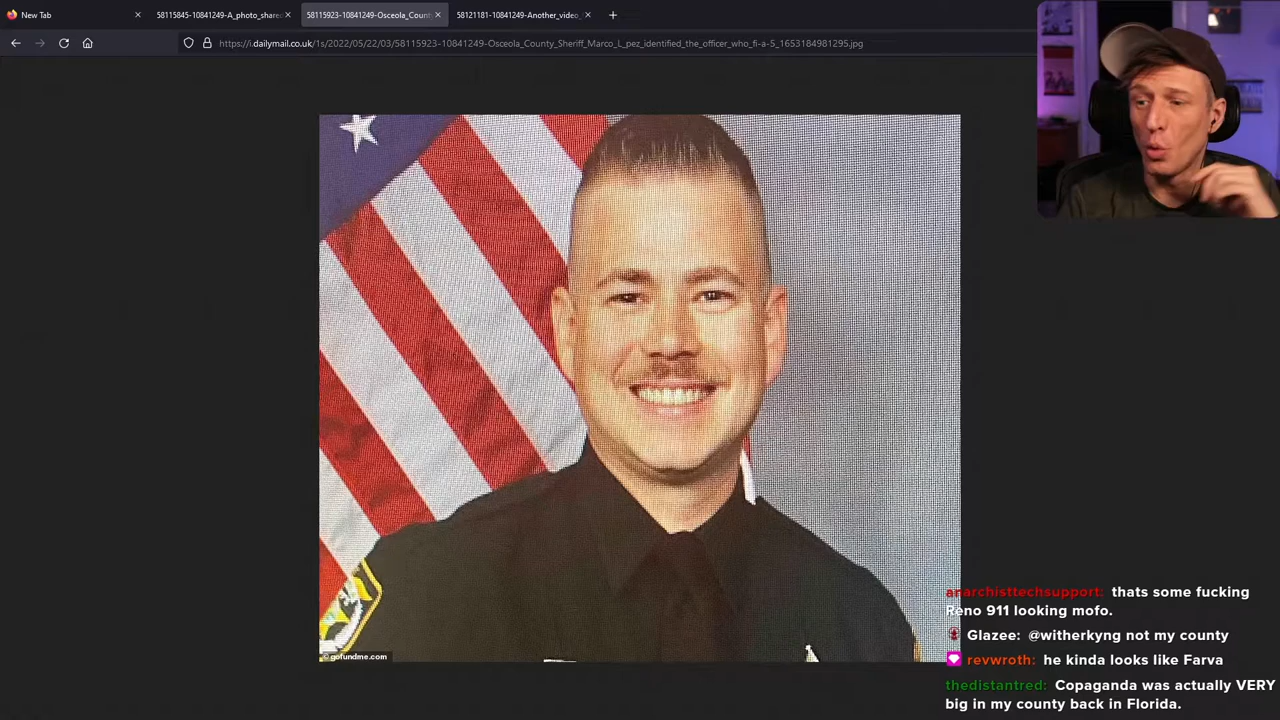 New Tab
58115845-10841249-A_photo_share
58115923-10841249-Osceola_Count
58121181-10841249-Another_video_
https://i.dailymail.co.uk/1s/2022/05/22/03/58115923-10841249-Osceola_County_Sheriff_Marco_L_pez_identified_the_officer_who_fi-a-5_1653184981295.jpg
© gofundme.com
anarchisttechsupport: thats some fucking
Reno 911 looking mofo.
Glazee: @witherkyng not my county
revwroth: he kinda looks like Farva
thedistantred: Copaganda was actually VERY
big in my county back in Florida.